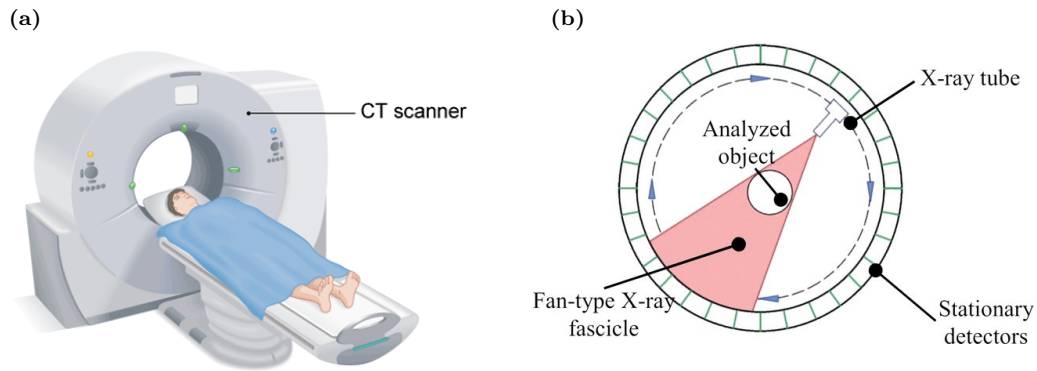 (a)
(b)
CT scanner
X-ray tube
Analyzed
object
Fan-type X-ray
fascicle
Stationary
detectors